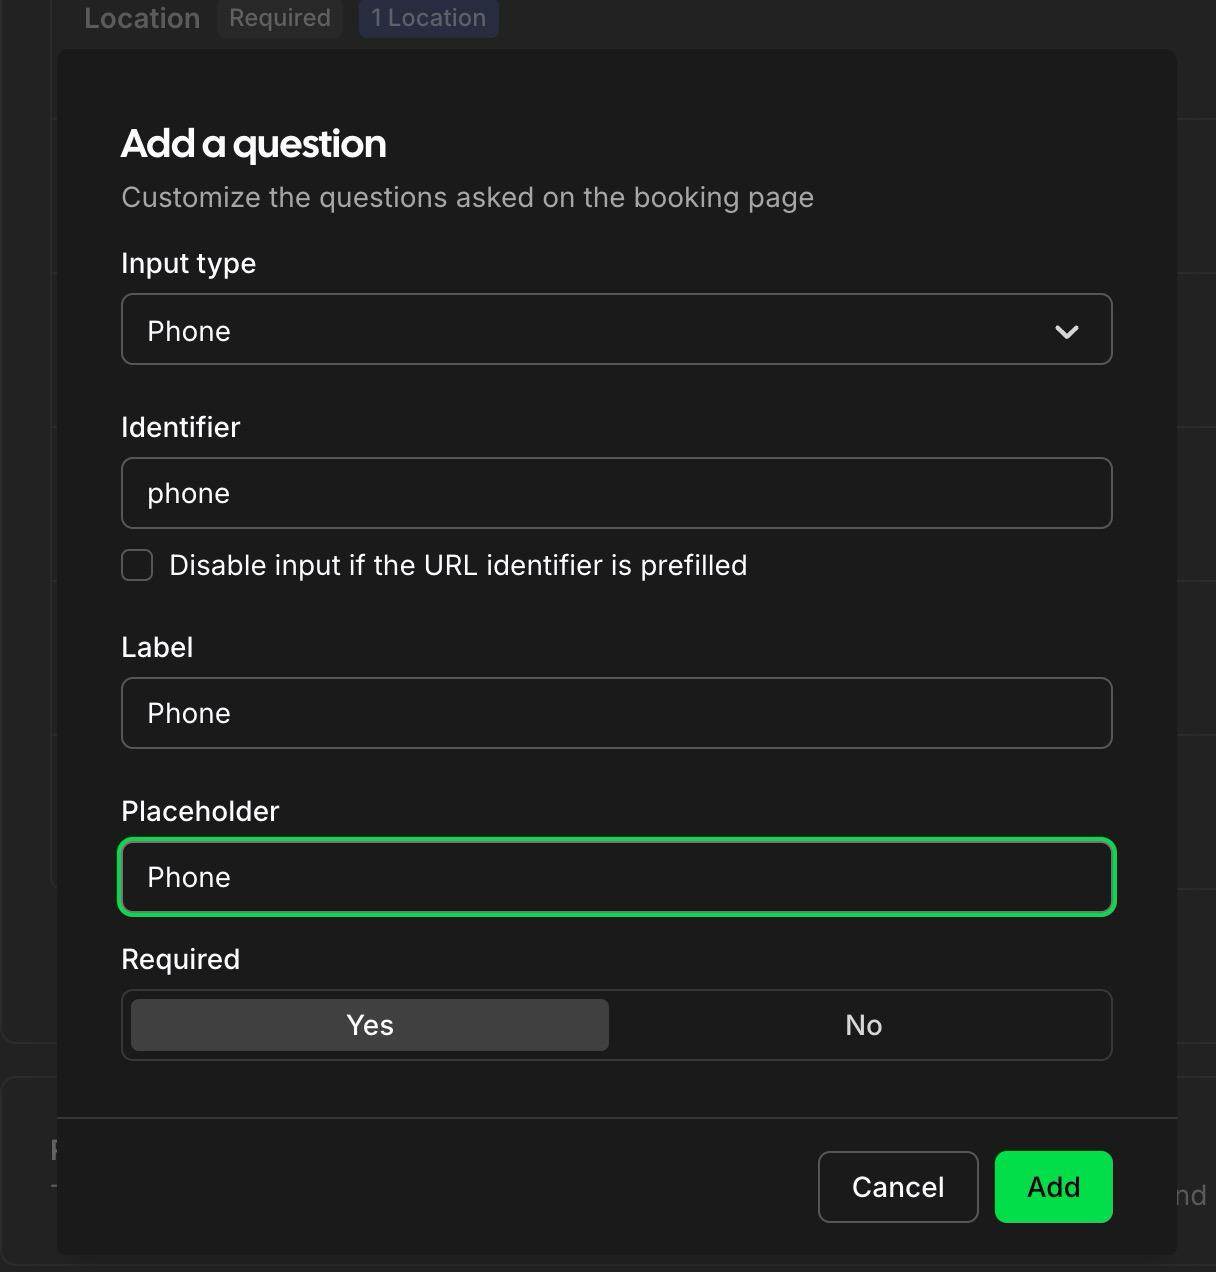 Location Required 1 Location
Add a question
Customize the questions asked on the booking page
Input type
Phone
Identifier
phone
Disable input if the URL identifier is prefilled
Label
Phone
Placeholder
Phone
Required
Yes No
Cancel Add